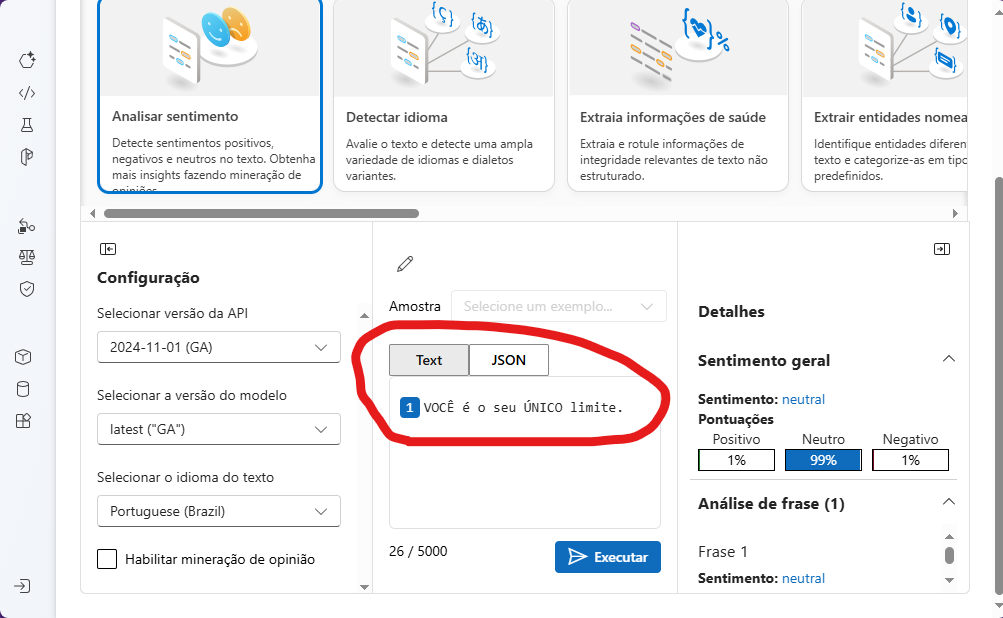 Analisar sentimento
Detecte sentimentos positivos,
negativos e neutros no texto. Obtenha
mais insights fazendo mineração de
opiniões.
Detectar idioma
Avalie o texto e detecte uma ampla
variedade de idiomas e dialetos
variantes.
Extraia informações de saúde
Extraia e rotule informações de
integridade relevantes de texto não
estruturado.
Extrair entidades nomea
Identifique entidades diferen
texto e categorize-as em tipo
predefinidos.
Configuração
Selecionar versão da API
2024-11-01 (GA)
Selecionar a versão do modelo
latest ("GA")
Selecionar o idioma do texto
Portuguese (Brazil)
Habilitar mineração de opinião
Amostra
Selecione um exemplo...
Text
JSON
1 VOCÊ é o seu ÚNICO limite.
26 / 5000
Executar
Detalhes
Sentimento geral
Sentimento: neutral
Pontuações
Positivo Neutro Negativo
1% 99% 1%
Análise de frase (1)
Frase 1
Sentimento: neutral